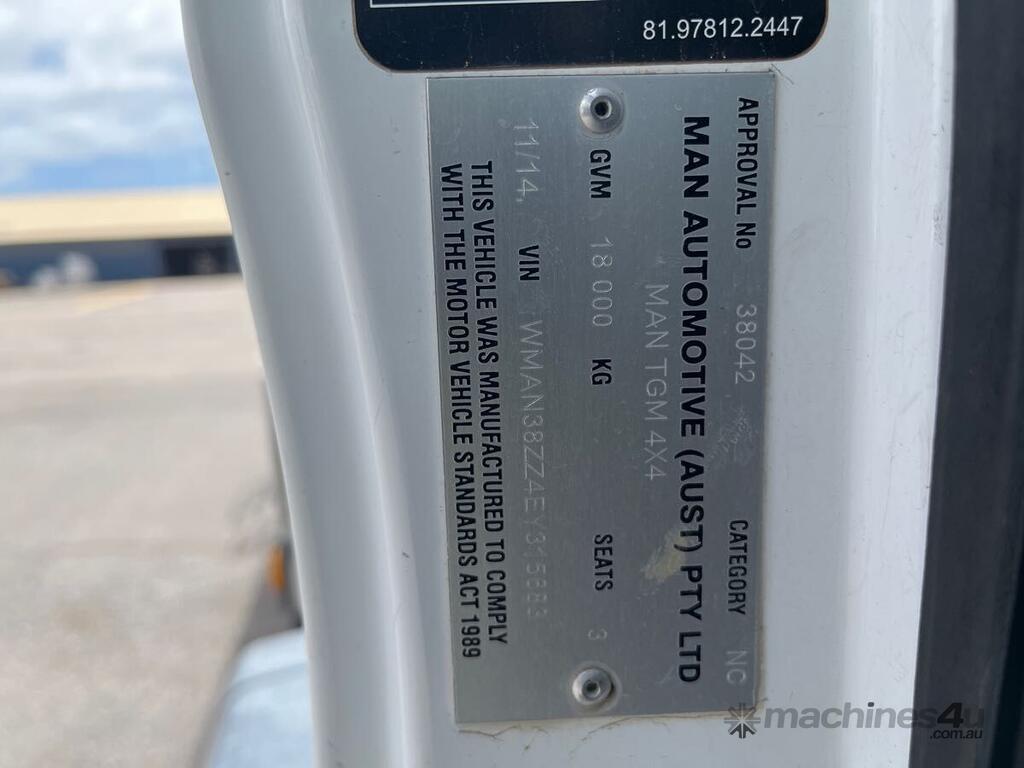 81.97812.2447
APPROVAL No 38042 CATEGORY NC
MAN AUTOMOTIVE (AUST) PTY LTD
MAN TGM 4X4
GVM 18 000 KG SEATS 3
11/14, VIN
THIS VEHICLE WAS MANUFACTURED TO COMPLY
WITH THE MOTOR VEHICLE STANDARDS ACT 1989
machines4u
.com.au